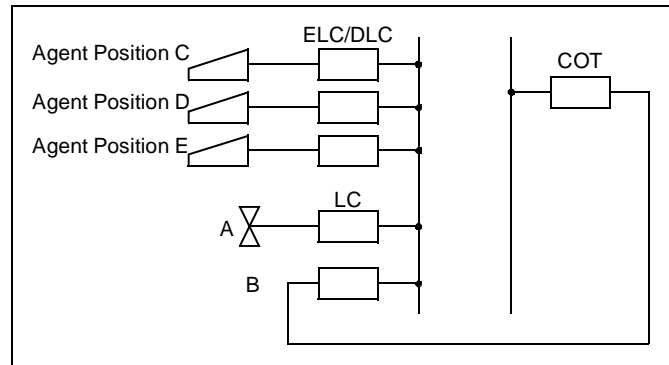 Agent Position C
ELC/DLC
COT
Agent Position D
Agent Position E
LC
A
B